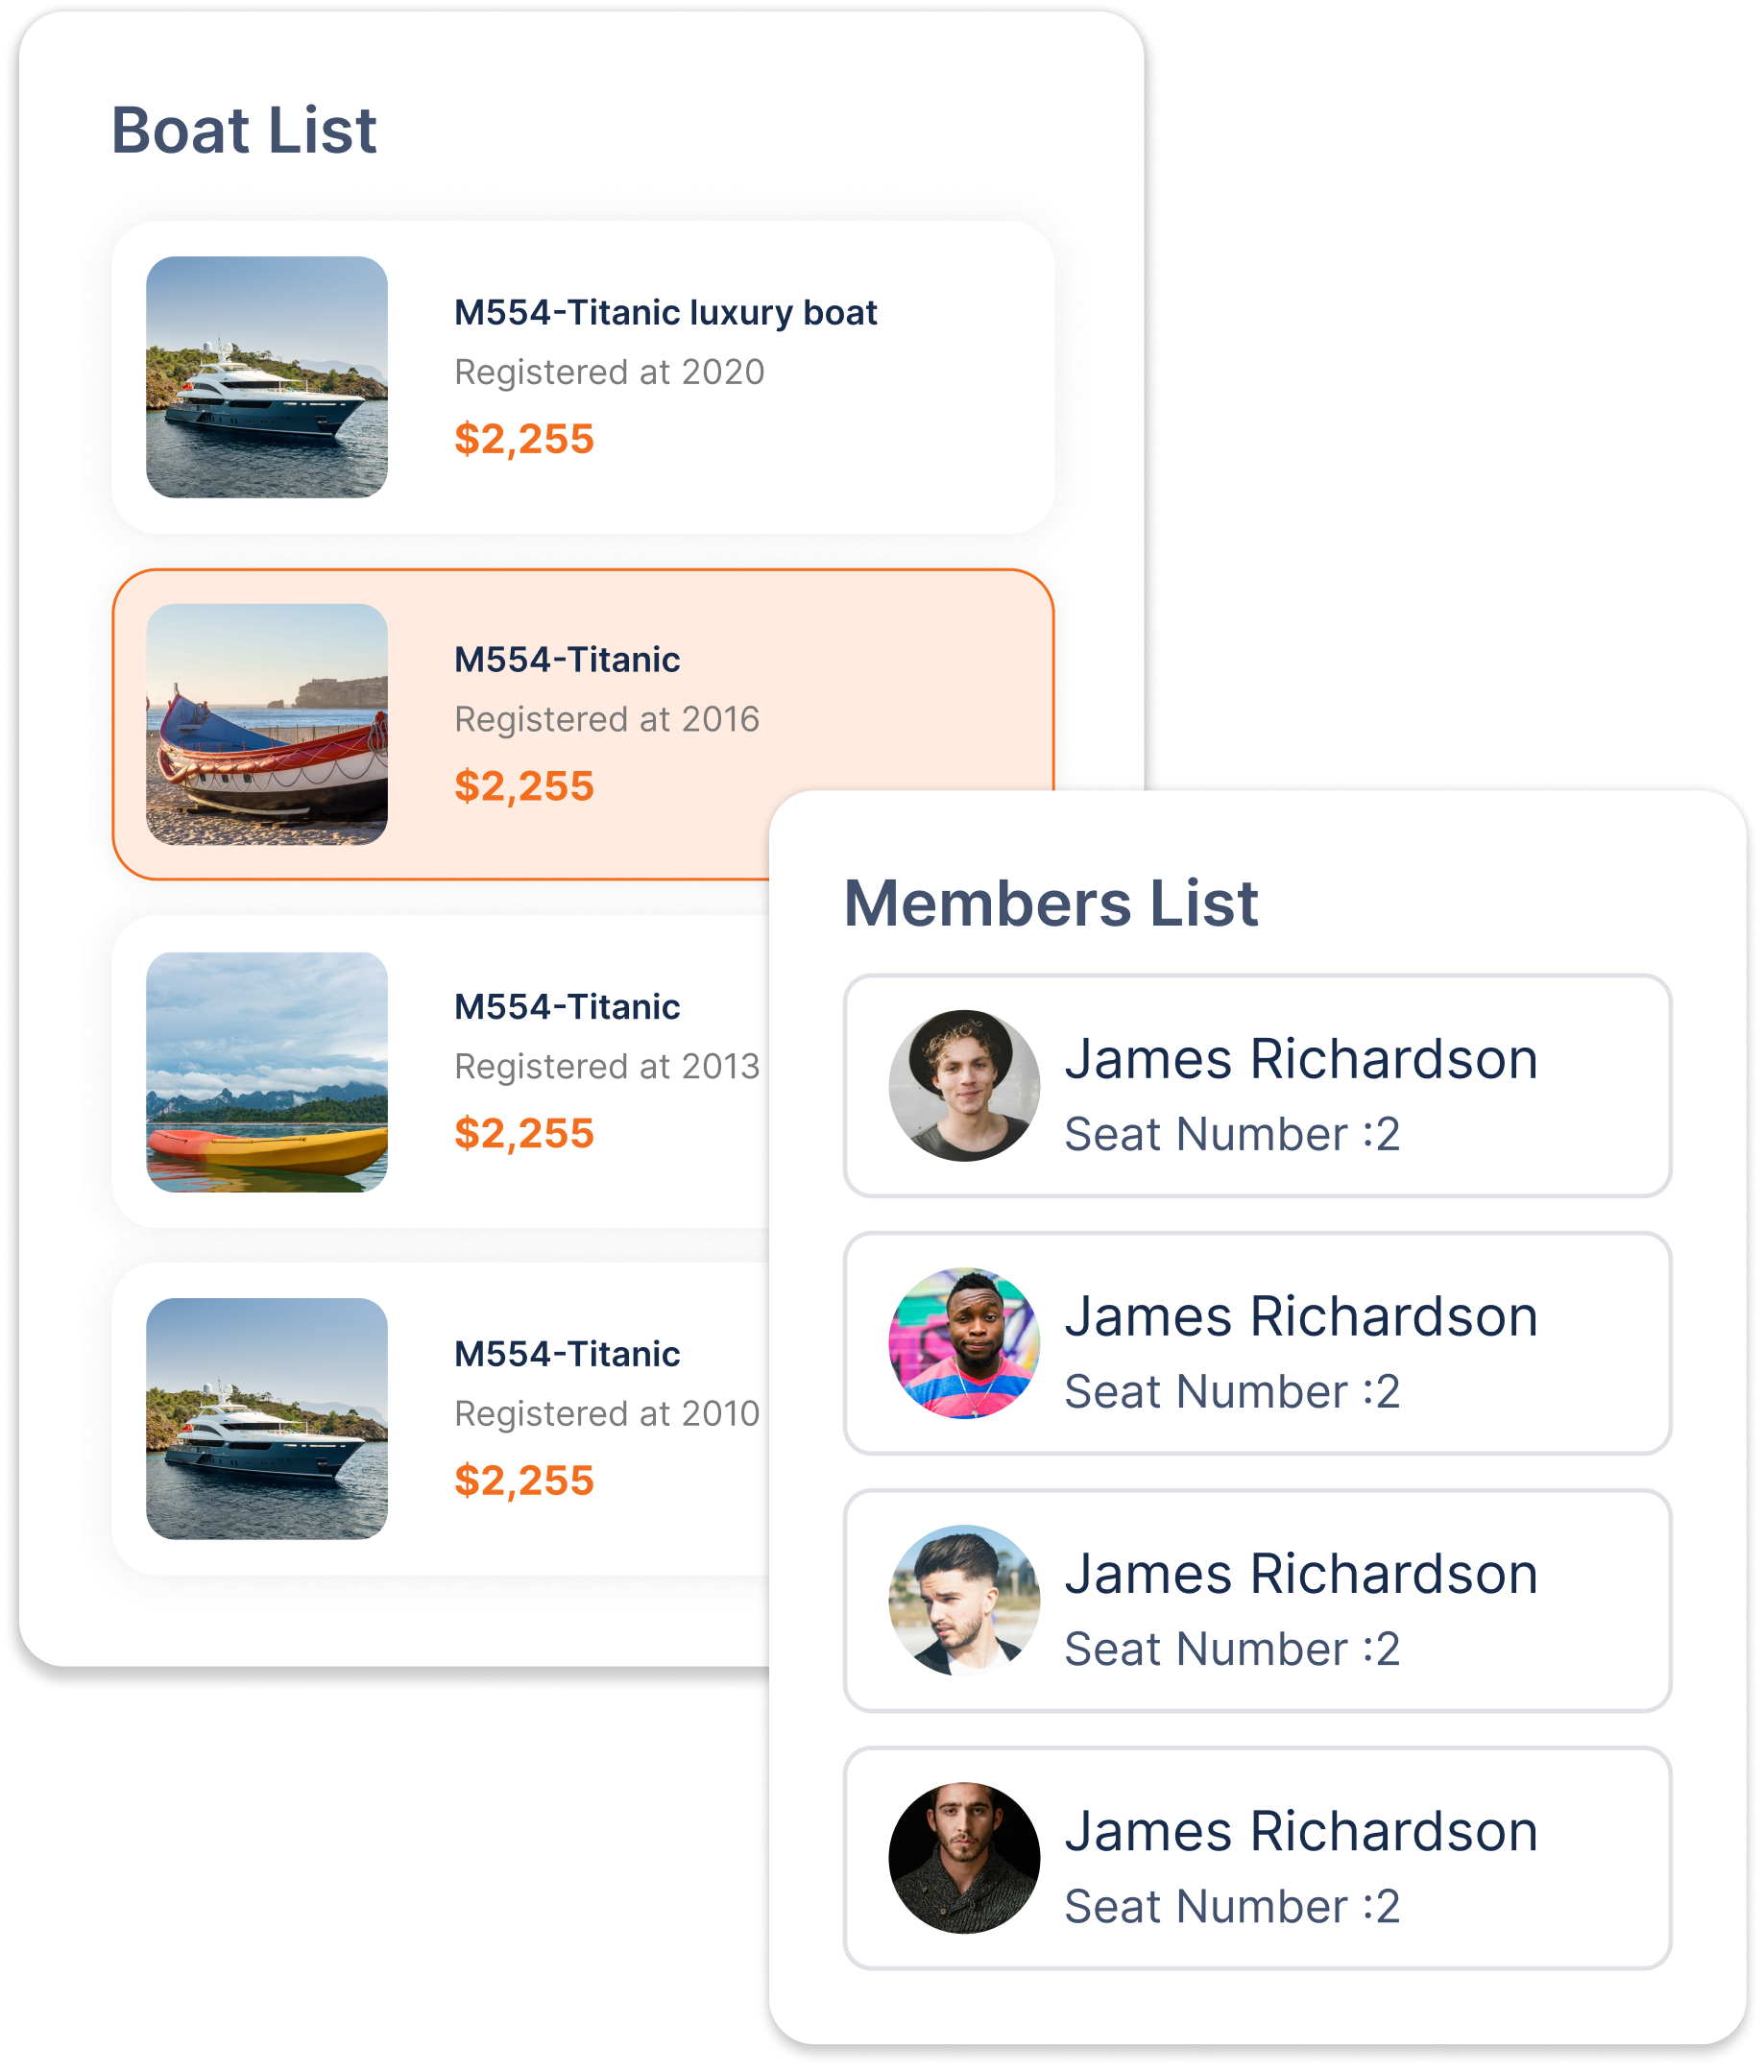 Boat List
M554-Titanic luxury boat
Registered at 2020
$2,255
M554-Titanic
Registered at 2016
$2,255
M554-Titanic
Registered at 2013
$2,255
M554-Titanic
Registered at 2010
$2,255
Members List
James Richardson
Seat Number :2
James Richardson
Seat Number :2
James Richardson
Seat Number :2
James Richardson
Seat Number :2